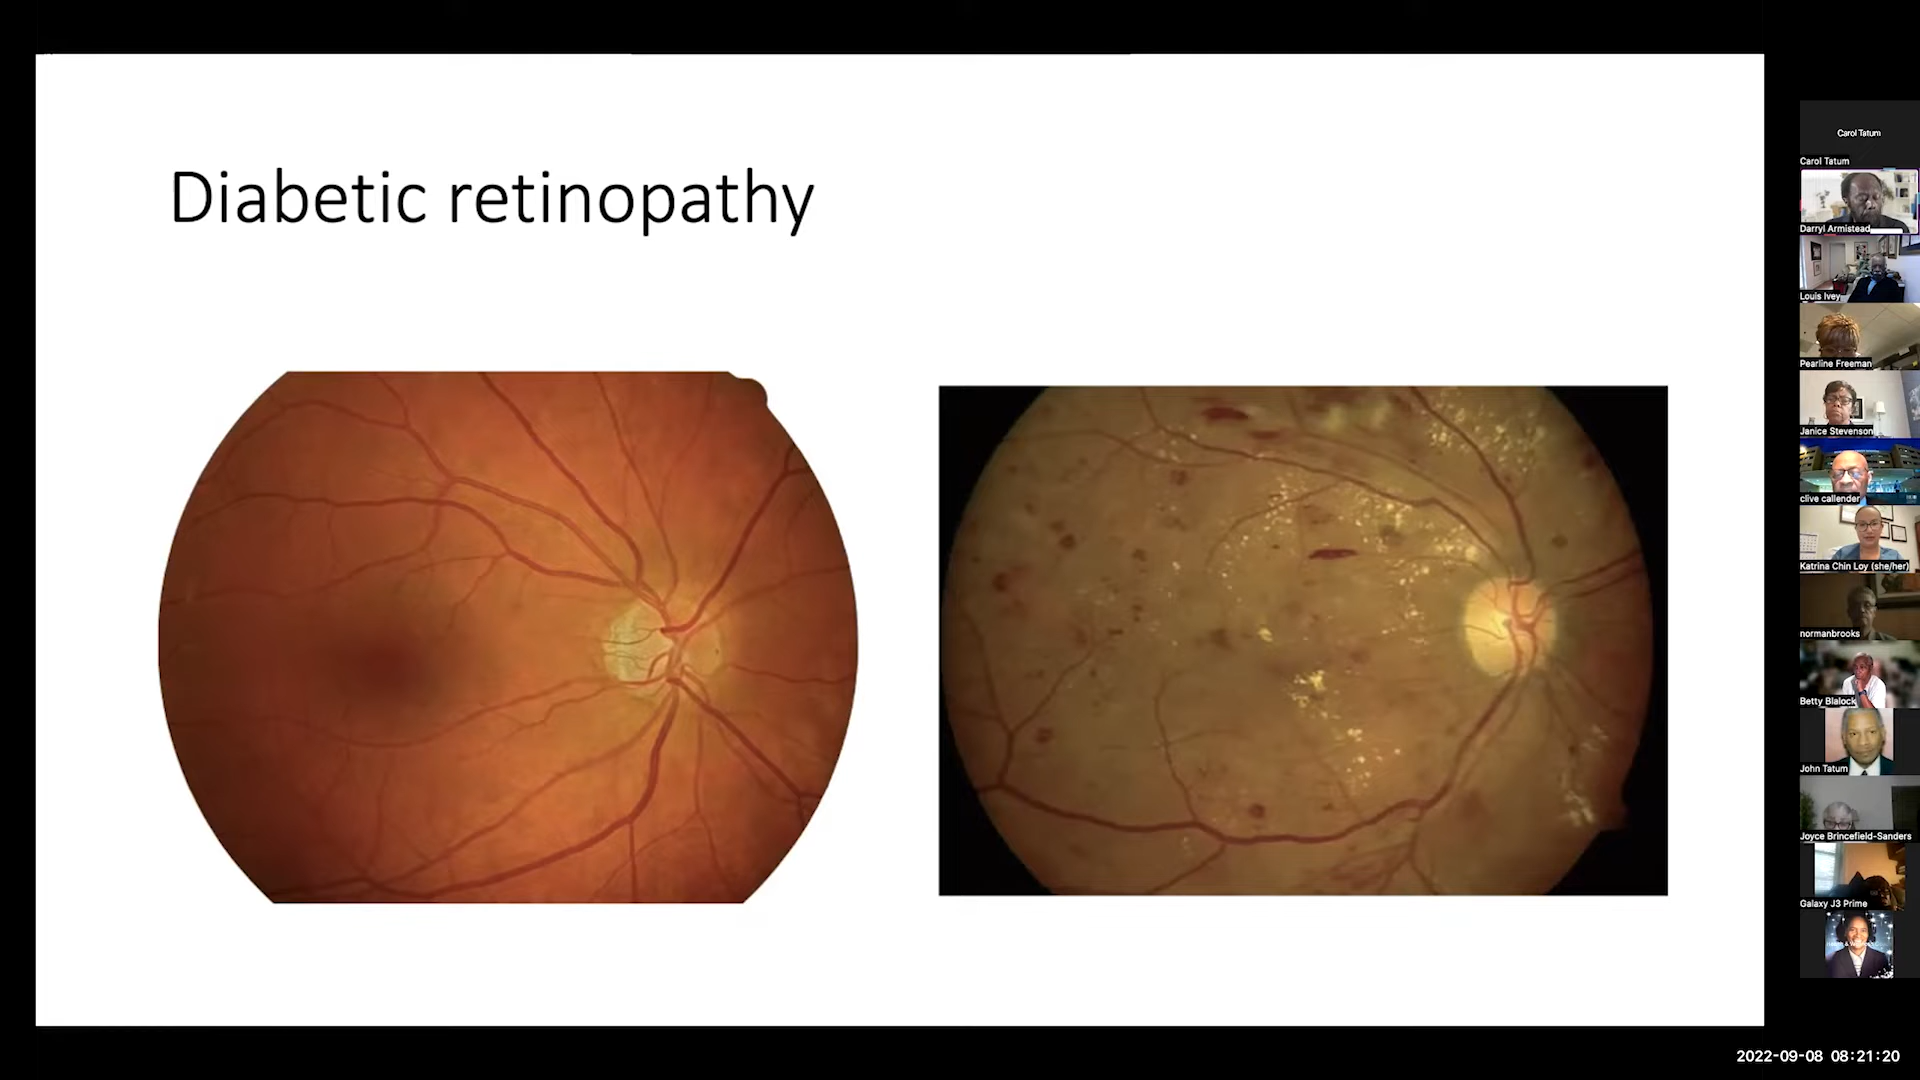 Diabetic retinopathy
Carol Tatum
Carol Tatum
Darryl Armistead
Louis Ivey
Pearline Freeman
Janice Stevenson
clive callender
Katrina Chin Loy (she/her)
normanbrooks
Betty Blalock
John Tatum
Joyce Brincefield-Sanders
Galaxy J3 Prime
2022-09-08 08:21:20